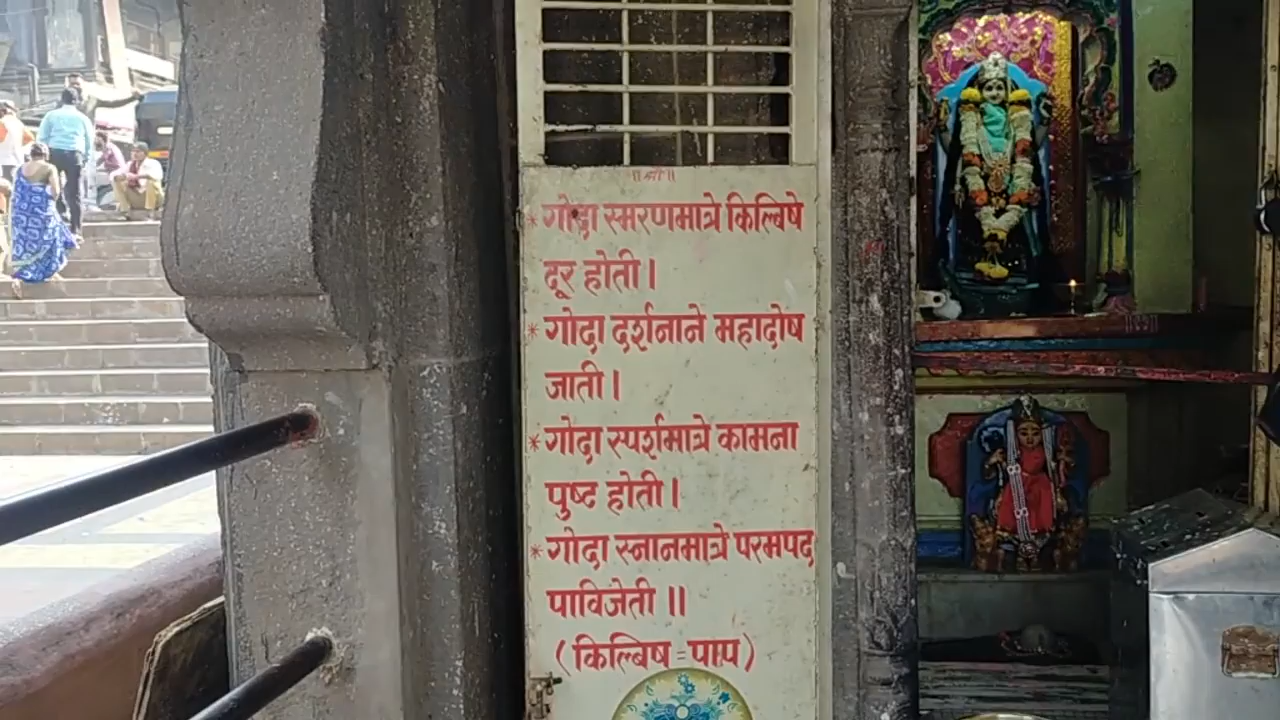 ॥ श्री ॥
* गोदा स्मरणमात्रे किल्विषे
दूर होती।
* गोदा दर्शनाने महादोष
जाती।
* गोदा स्पर्शमात्रे कामना
पुष्ट होती।
* गोदा स्नानमात्रे परमपद
पाविजेती ॥
(किल्बिष = पाप)